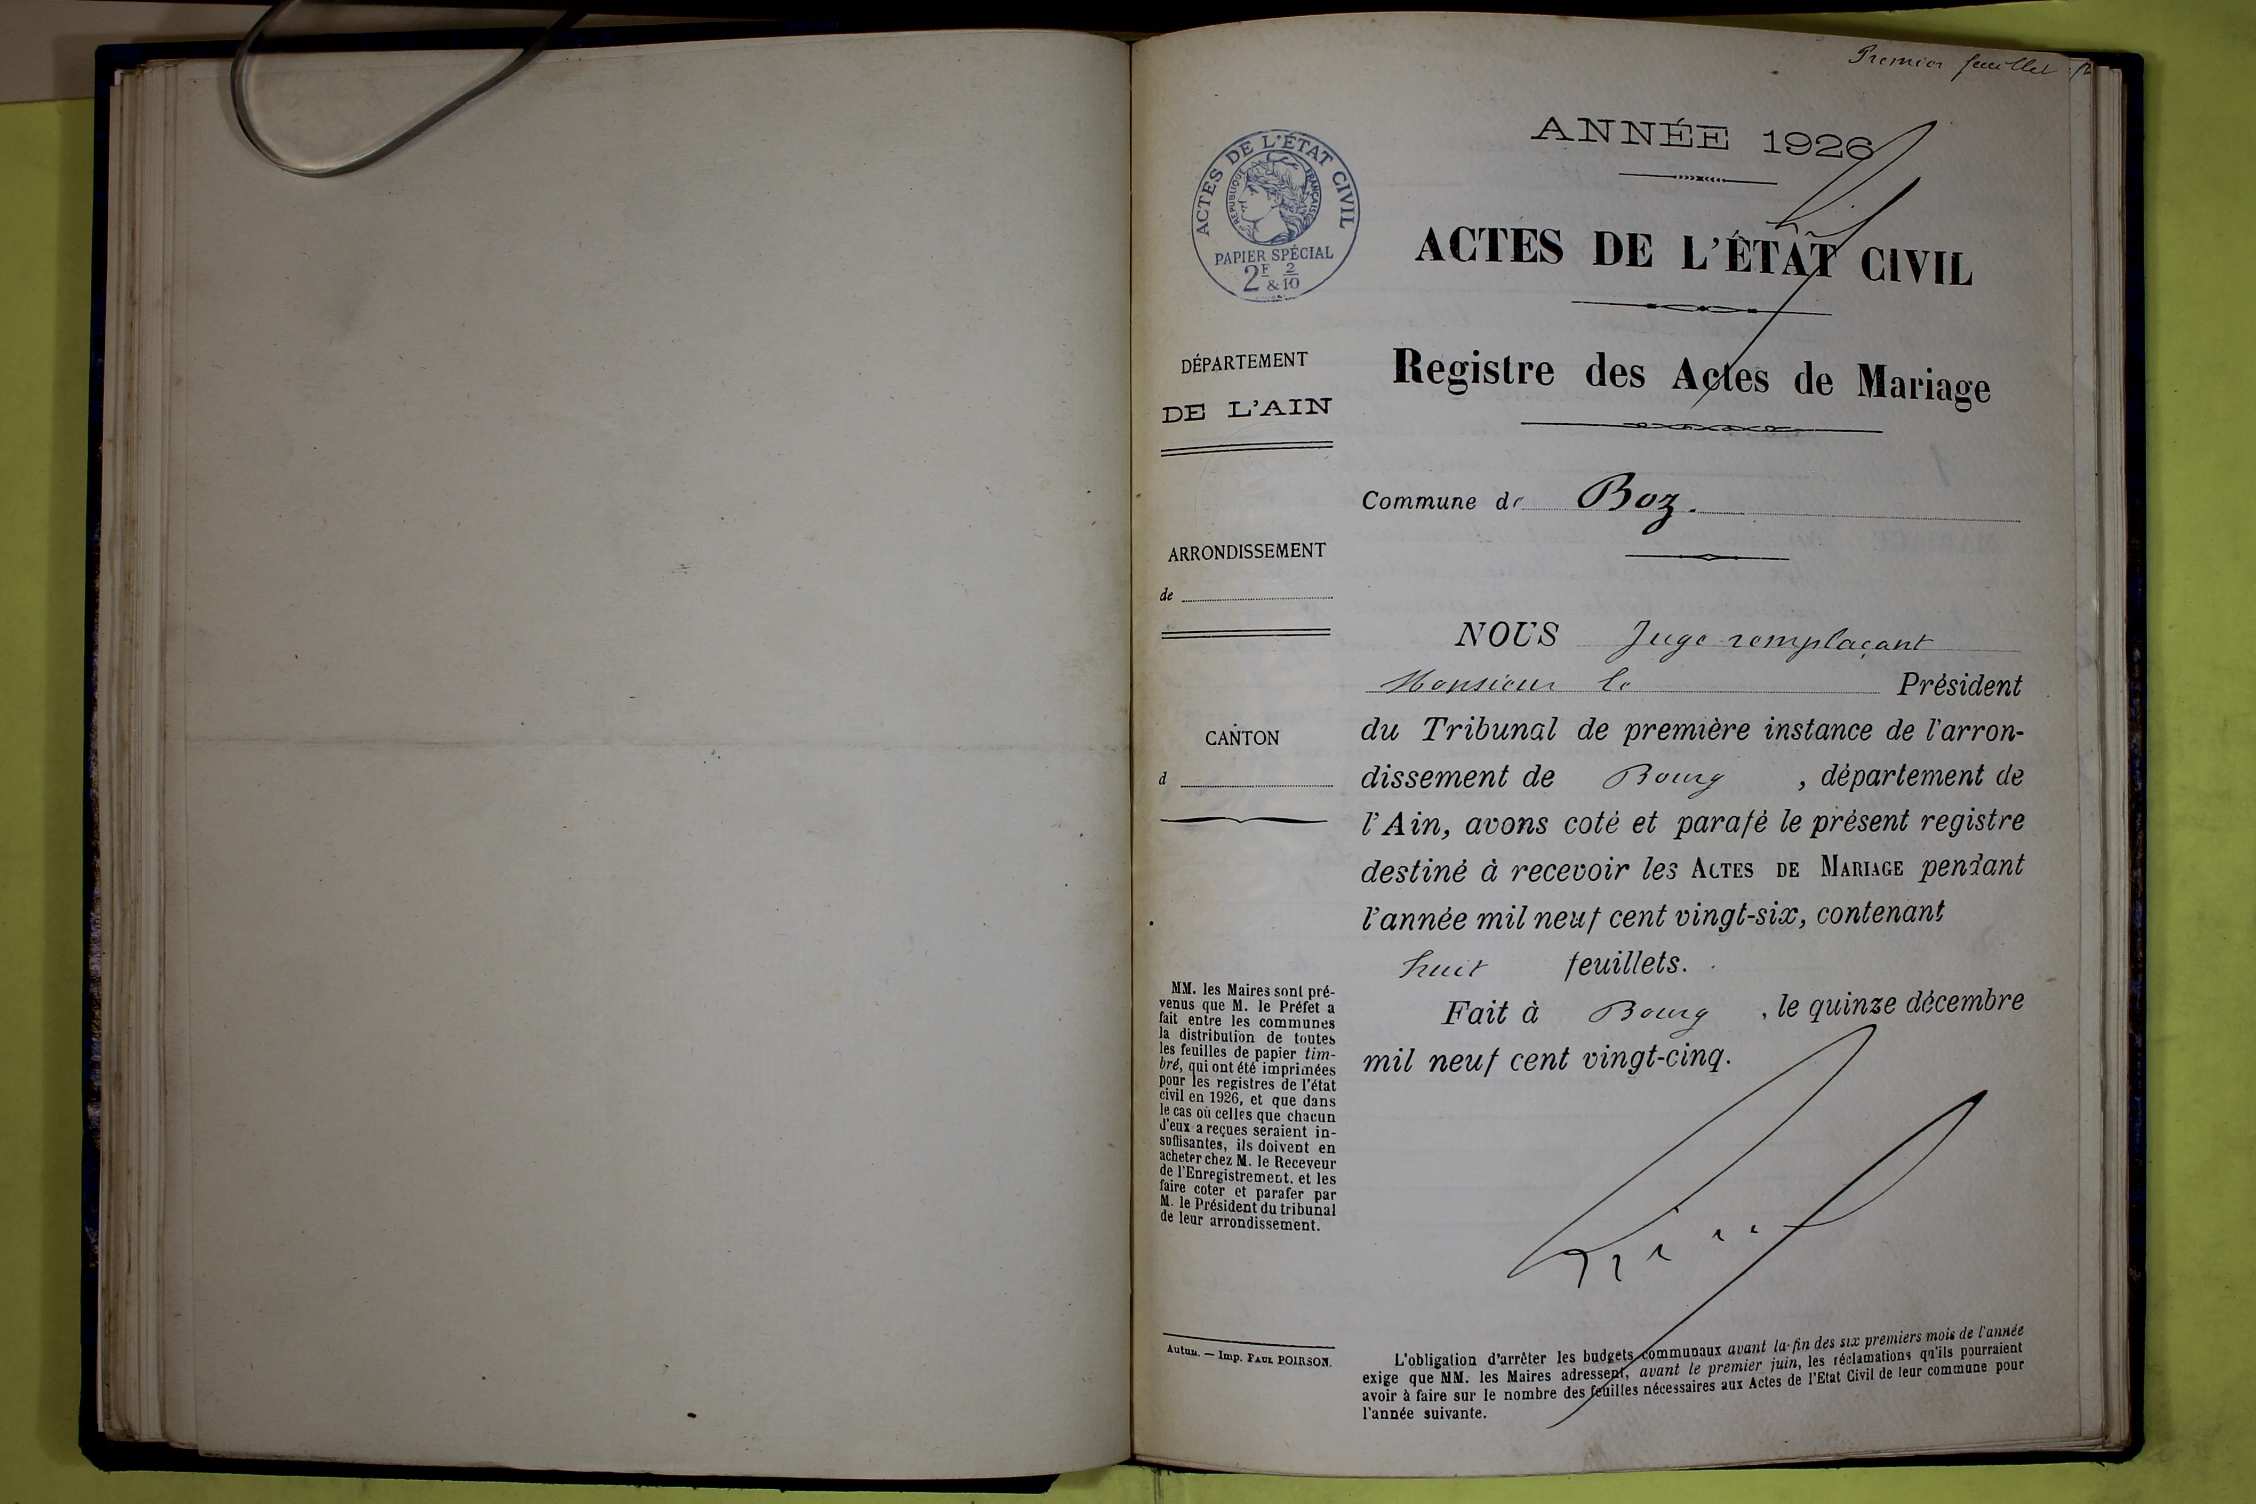 Premier feuillet
ANNÉE 1926
ACTES DE L'ÉTAT CIVIL
RÉPUBLIQUE FRANÇAISE
PAPIER SPÉCIAL
2F & 2/10
ACTES DE L'ÉTAT CIVIL
Registre des Actes de Mariage
DÉPARTEMENT
DE L'AIN
ARRONDISSEMENT
de
CANTON
d
MM. les Maires sont pré-
venus que M. le Préfet a
fait entre les communes
la distribution de toutes
les feuilles de papier tim-
bré, qui ont été imprimées
pour les registres de l'état
civil en 1926, et que dans
le cas où celles que chacun
d'eux a reçues seraient in-
suffisantes, ils doivent en
acheter chez M. le Receveur
de l'Enregistrement, et les
faire coter et parafer par
M. le Président du tribunal
de leur arrondissement.
Autun. — Imp. PAUL POIRSON.
Commune de Boz.
NOUS Juge remplaçant
Monsieur le Président
du Tribunal de première instance de l'arron-
dissement de Bourg, département de
l'Ain, avons coté et parafé le présent registre
destiné à recevoir les ACTES DE MARIAGE pendant
l'année mil neuf cent vingt-six, contenant
huit feuillets.
Fait à Bourg, le quinze décembre
mil neuf cent vingt-cinq.
L'obligation d'arrêter les budgets communaux avant la fin des six premiers mois de l'année
exige que MM. les Maires adressent, avant le premier juin, les réclamations qu'ils pourraient
avoir à faire sur le nombre des feuilles nécessaires aux Actes de l'Etat Civil de leur commune pour
l'année suivante.